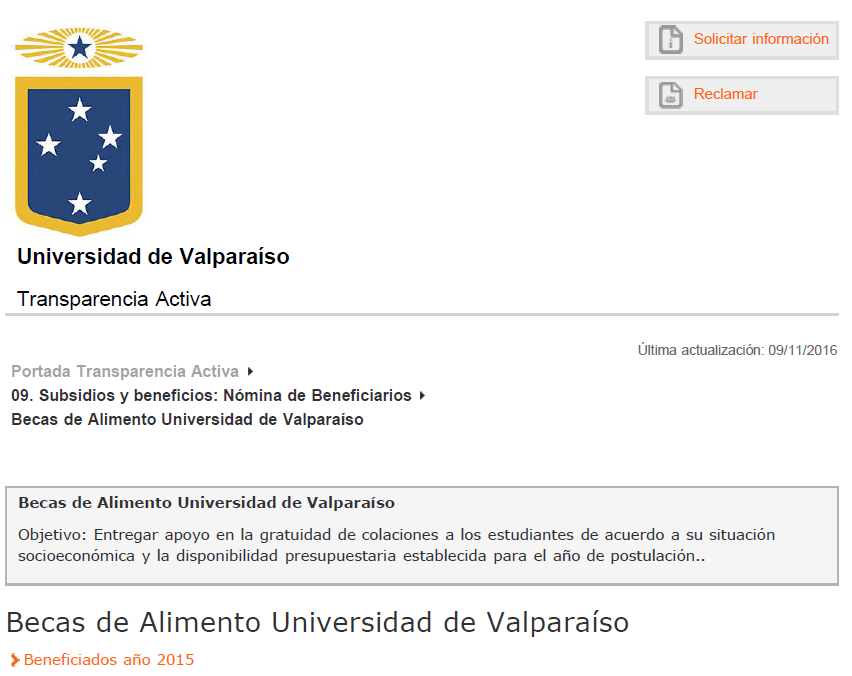 Solicitar información
Reclamar
Universidad de Valparaíso
Transparencia Activa
Última actualización: 09/11/2016
Portada Transparencia Activa
09. Subsidios y beneficios: Nómina de Beneficiarios
Becas de Alimento Universidad de Valparaíso
Becas de Alimento Universidad de Valparaíso
Objetivo: Entregar apoyo en la gratuidad de colaciones a los estudiantes de acuerdo a su situación
socioeconómica y la disponibilidad presupuestaria establecida para el año de postulación..
Becas de Alimento Universidad de Valparaíso
Beneficiados año 2015